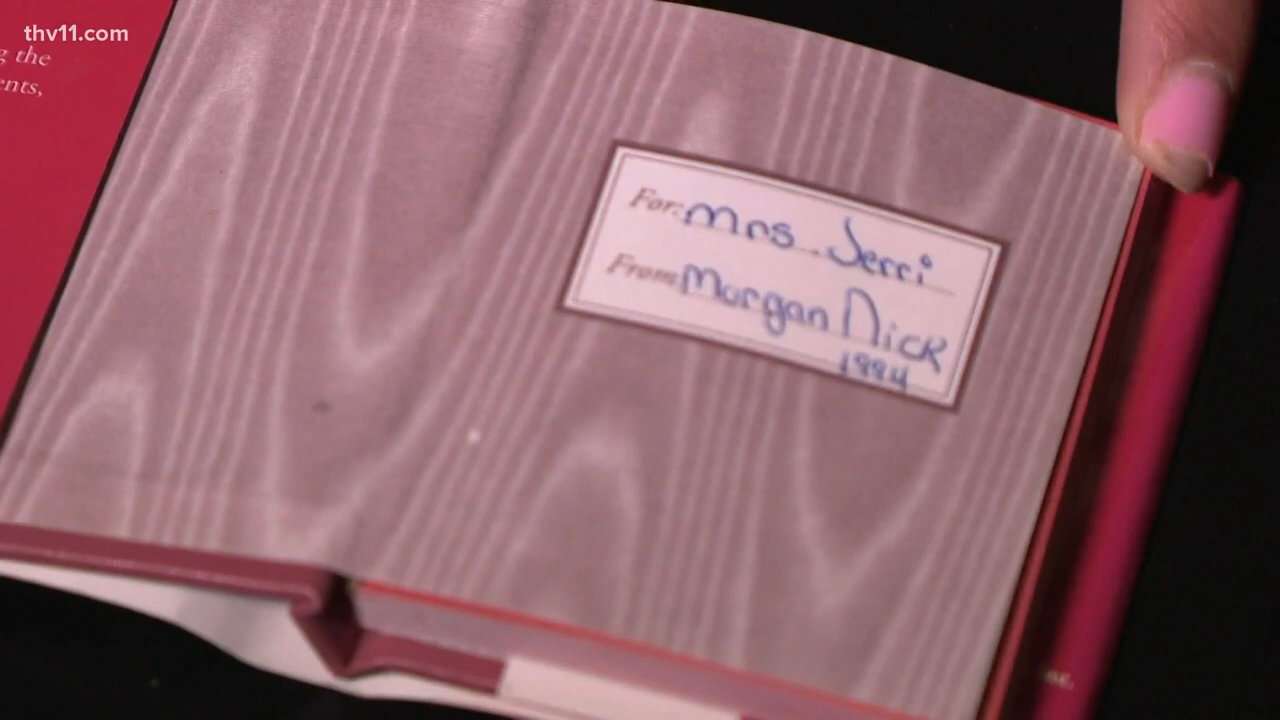 thv11.com
g the
ents,
For: Mrs. Jerri
From: Morgan Nick
1994